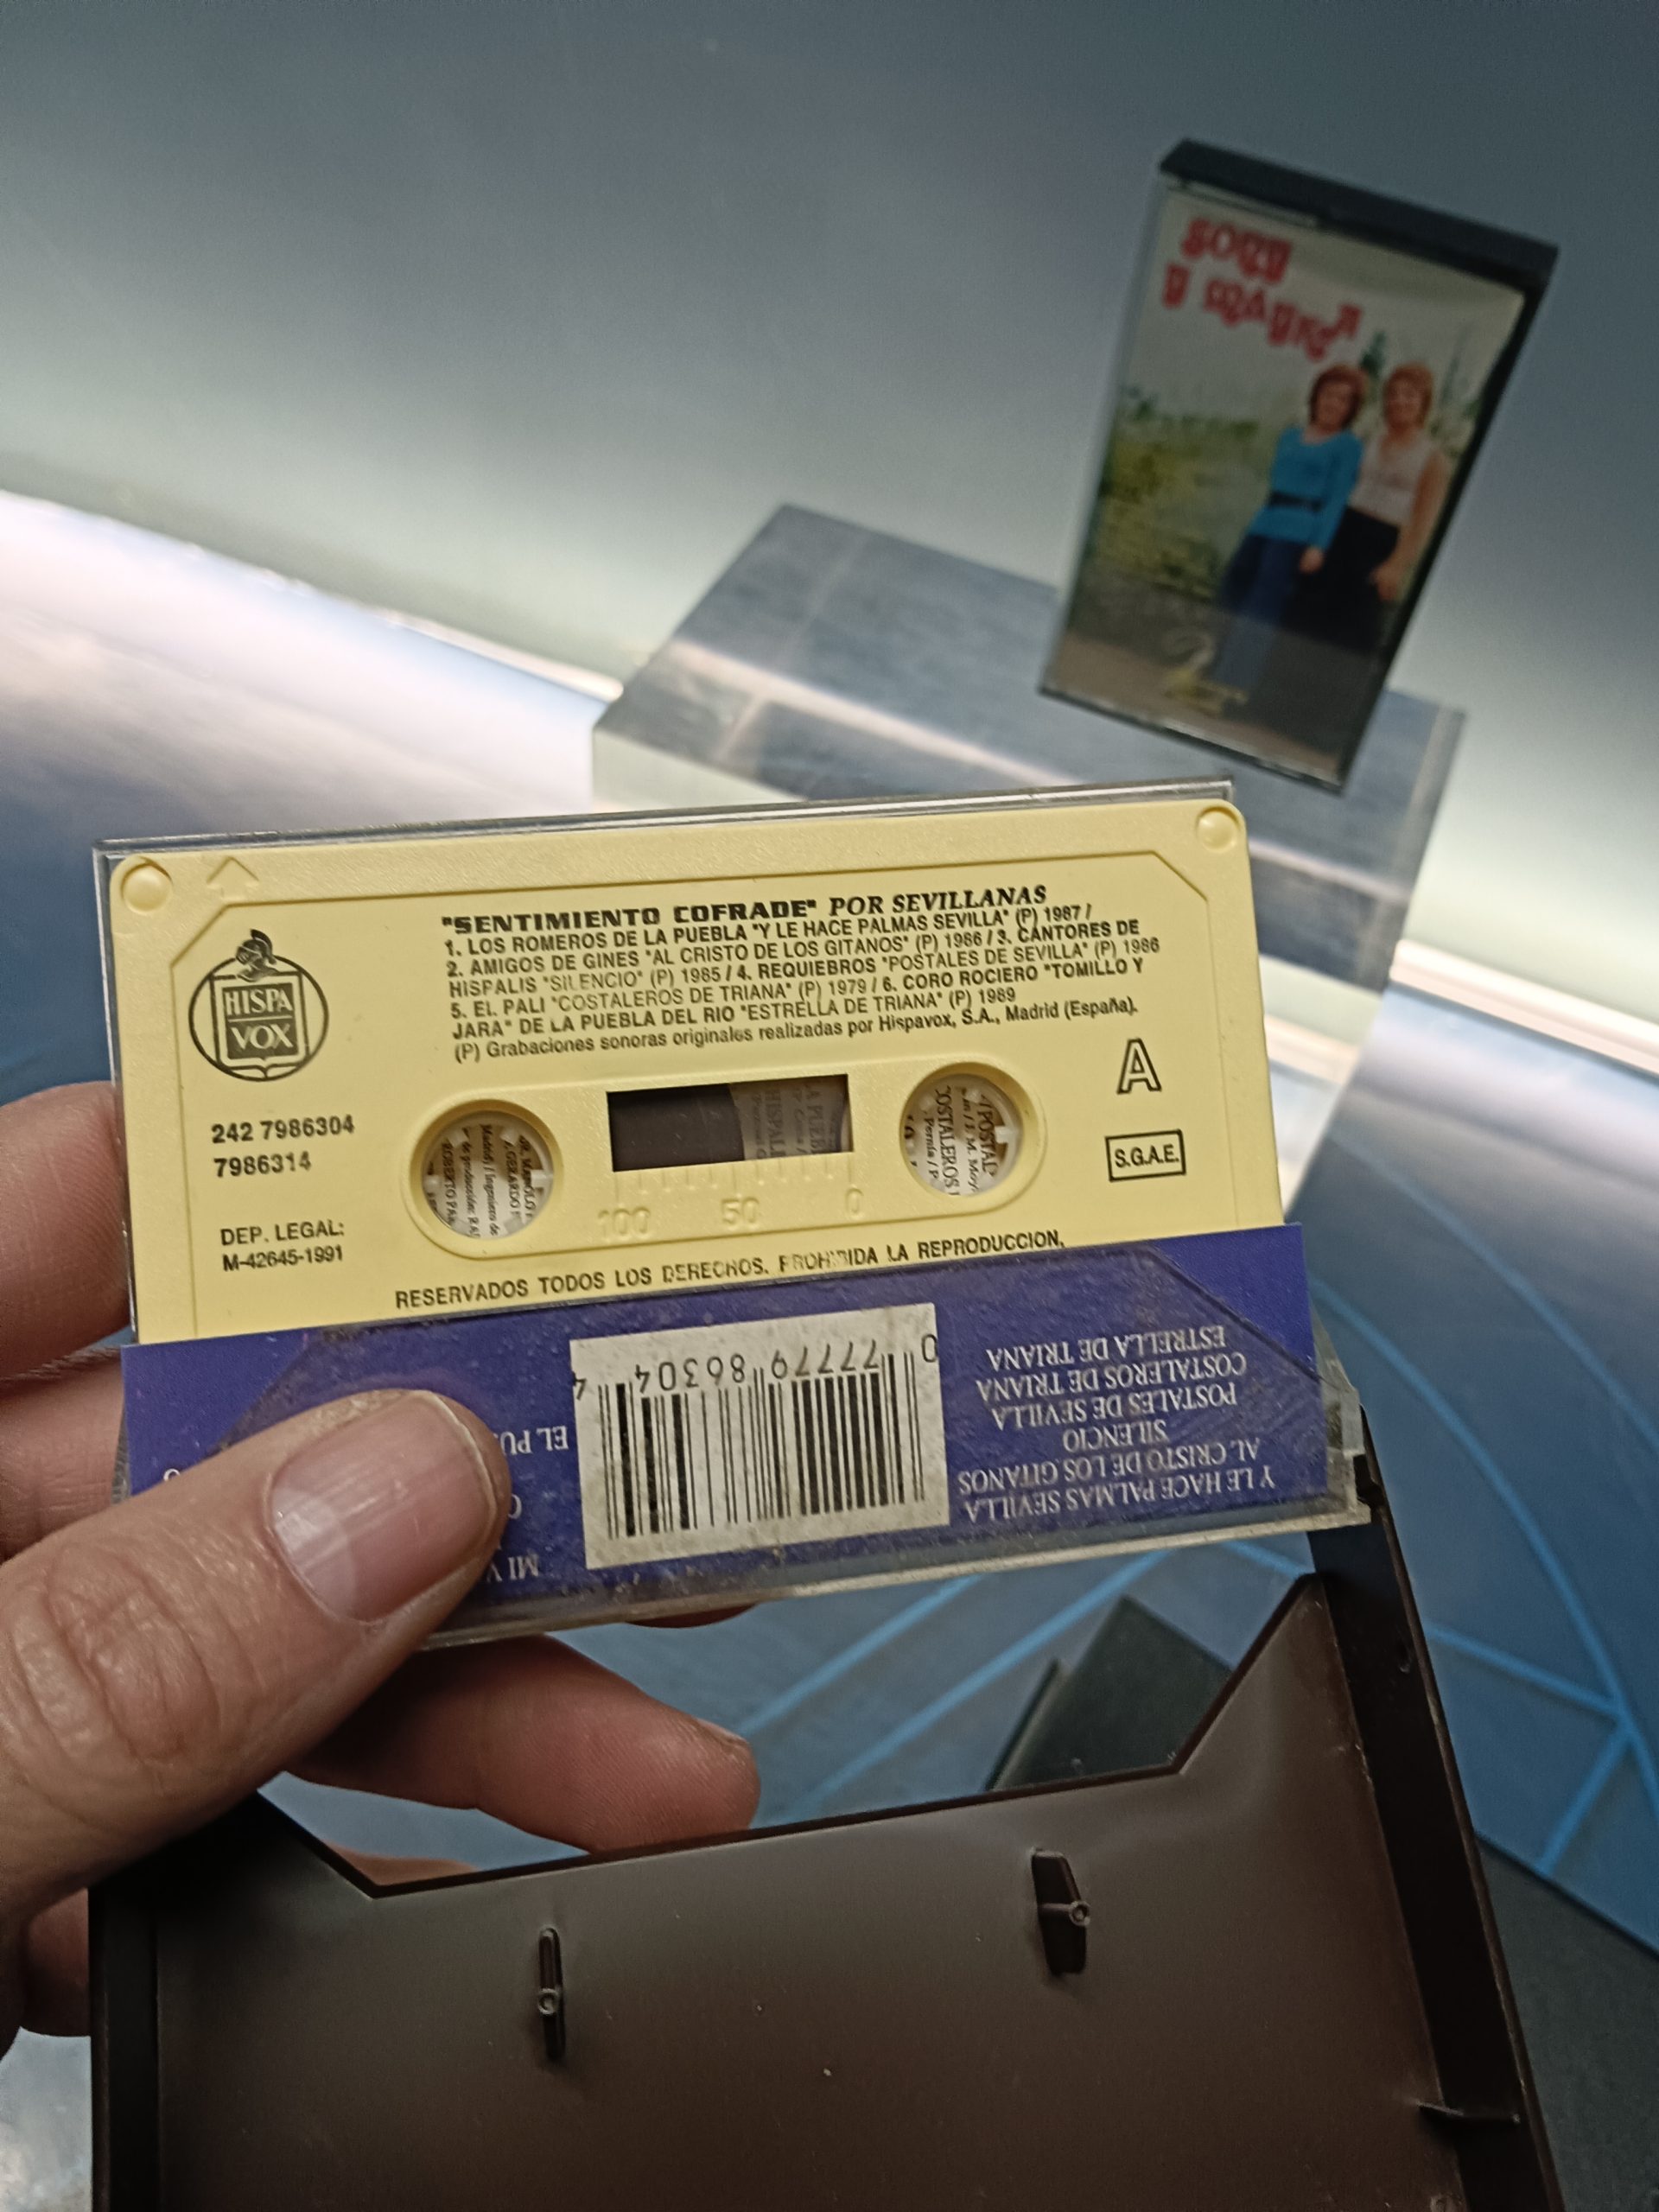 "SENTIMIENTO COFRADE" POR SEVILLANAS
1. LOS ROMEROS DE LA PUEBLA "Y LE HACE PALMAS SEVILLA" (P) 1987 /
2. AMIGOS DE GINES "AL CRISTO DE LOS GITANOS" (P) 1986 / 3. CANTORES DE
HISPALIS "SILENCIO" (P) 1985 / 4. REQUIEBROS "POSTALES DE SEVILLA" (P) 1986
5. EL PALI "COSTALEROS DE TRIANA" (P) 1979 / 6. CORO ROCIERO "TOMILLO Y
JARA" DE LA PUEBLA DEL RIO "ESTRELLA DE TRIANA" (P) 1989
(P) Grabaciones sonoras originales realizadas por Hispavox, S.A., Madrid (España).
HISPA
VOX
A
242 7986304
7986314
S.G.A.E.
DEP. LEGAL:
M-42645-1991
100 50 0
RESERVADOS TODOS LOS DERECHOS. PROHIBIDA LA REPRODUCCION,
Y LE HACE PALMAS SEVILLA
AL CRISTO DE LOS GITANOS
SILENCIO
POSTALES DE SEVILLA
COSTALEROS DE TRIANA
ESTRELLA DE TRIANA
0 77779 86304 4
EL